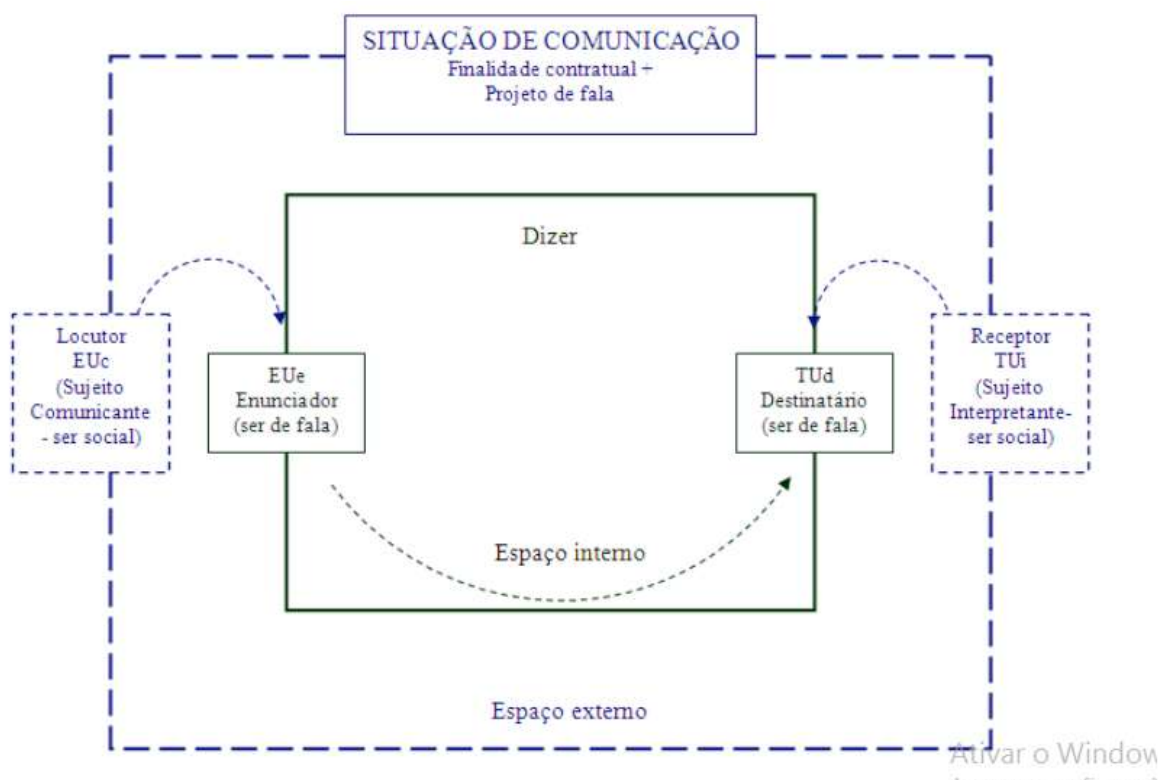 SITUAÇÃO DE COMUNICAÇÃO
Finalidade contratual +
Projeto de fala
Dizer
Locutor
EUc
(Sujeito
Comunicante
- ser social)
EUe
Enunciador
(ser de fala)
TUd
Destinatário
(ser de fala)
Receptor
TUi
(Sujeito
Interpretante-
ser social)
Espaço interno
Espaço externo
Ativar o Window